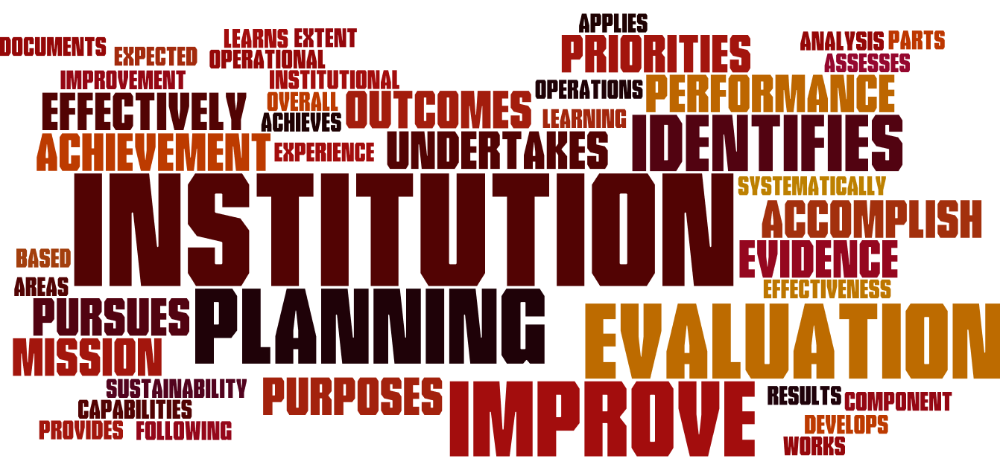 APPLIES
LEARNS EXTENT
DOCUMENTS
ANALYSIS PARTS
PRIORITIES
EXPECTED
OPERATIONAL
ASSESSES
IMPROVEMENT
INSTITUTIONAL
OPERATIONS
PERFORMANCE
EFFECTIVELY
OVERALL
OUTCOMES
ACHIEVES
LEARNING
IDENTIFIES
ACHIEVEMENT
EXPERIENCE
UNDERTAKES
INSTITUTION
SYSTEMATICALLY
ACCOMPLISH
BASED
EVIDENCE
AREAS
EFFECTIVENESS
PURSUES
PLANNING
EVALUATION
MISSION
SUSTAINABILITY
PURPOSES
IMPROVE
RESULTS
COMPONENT
CAPABILITIES
PROVIDES
FOLLOWING
DEVELOPS
WORKS